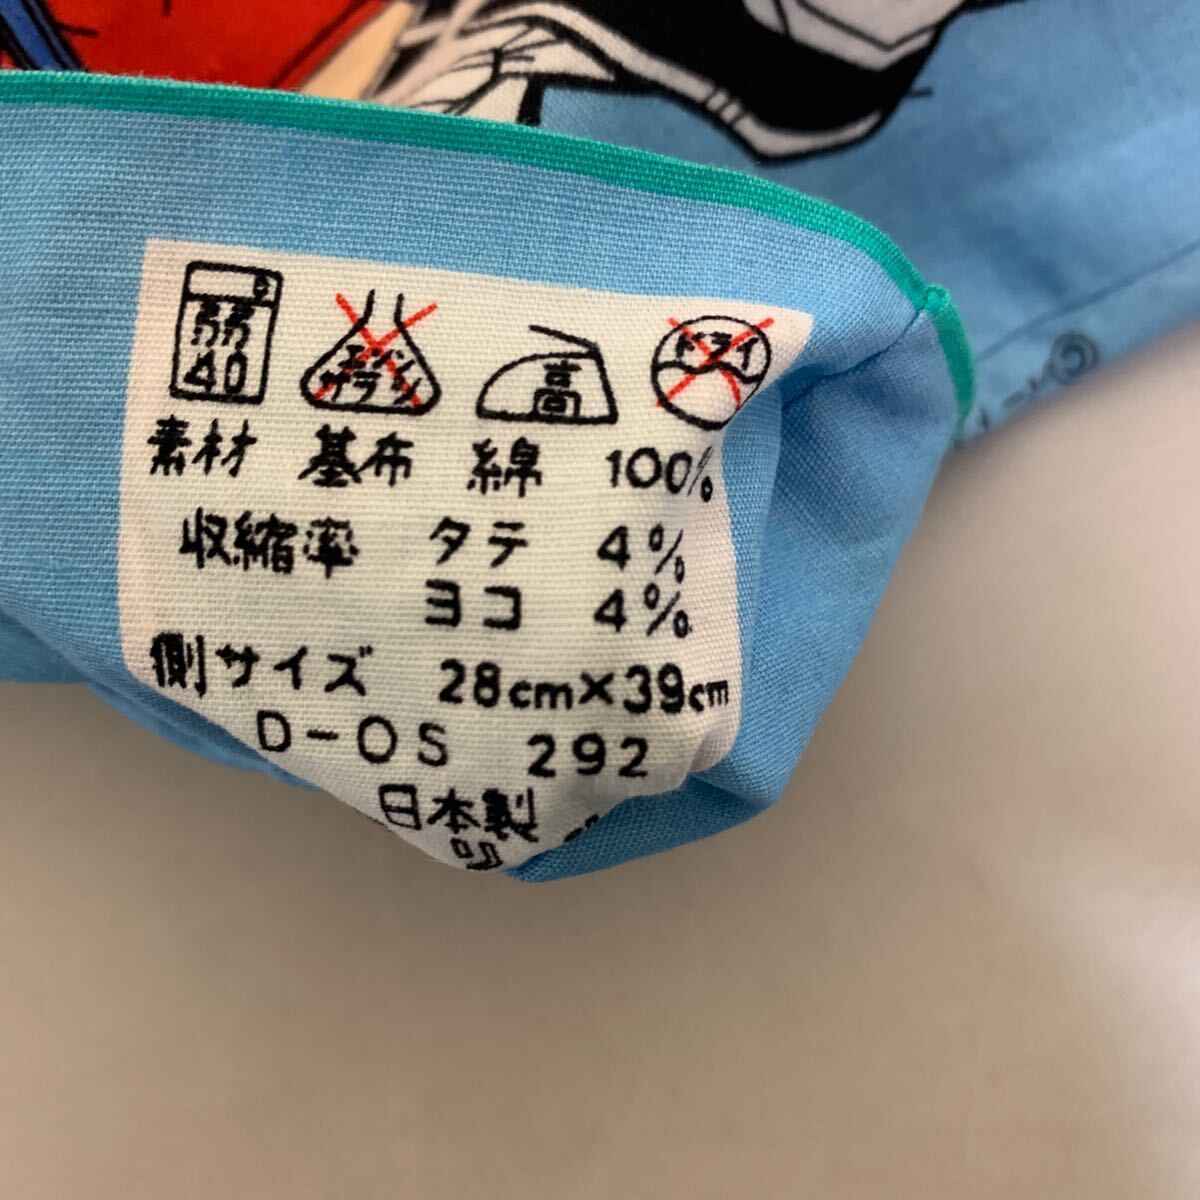 弱 40 エンソサラシ 高 ドライ
素材 基布 綿 100%
収縮率 タテ 4%
ヨコ 4%
側サイズ 28cm×39cm
D-OS 292
日本製